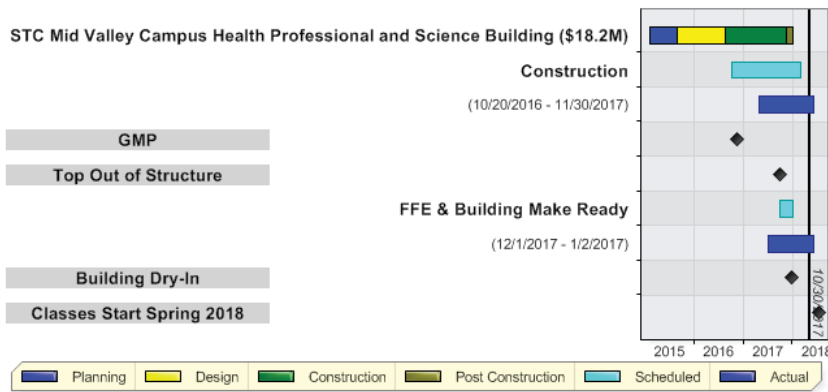 STC Mid Valley Campus Health Professional and Science Building ($18.2M)
Construction
(10/20/2016 - 11/30/2017)
GMP
Top Out of Structure
FFE & Building Make Ready
(12/1/2017 - 1/2/2017)
Building Dry-In
Classes Start Spring 2018
10/30/2017
2015 2016 2017 2018
Planning Design Construction Post Construction Scheduled Actual